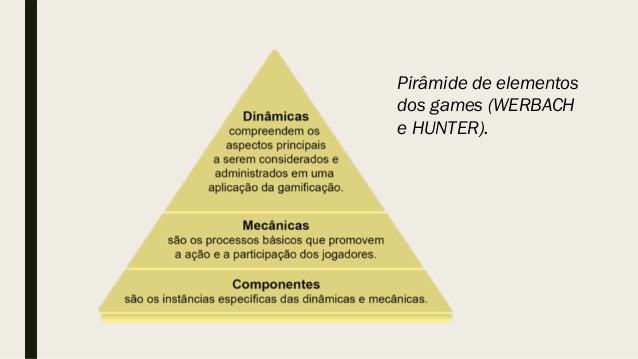 Pirâmide de elementos
dos games (WERBACH
e HUNTER).
Dinâmicas
compreendem os
aspectos principais
a serem considerados e
administrados em uma
aplicação da gamificação.
Mecânicas
são os processos básicos que promovem
a ação e a participação dos jogadores.
Componentes
são os instâncias específicas das dinâmicas e mecânicas.